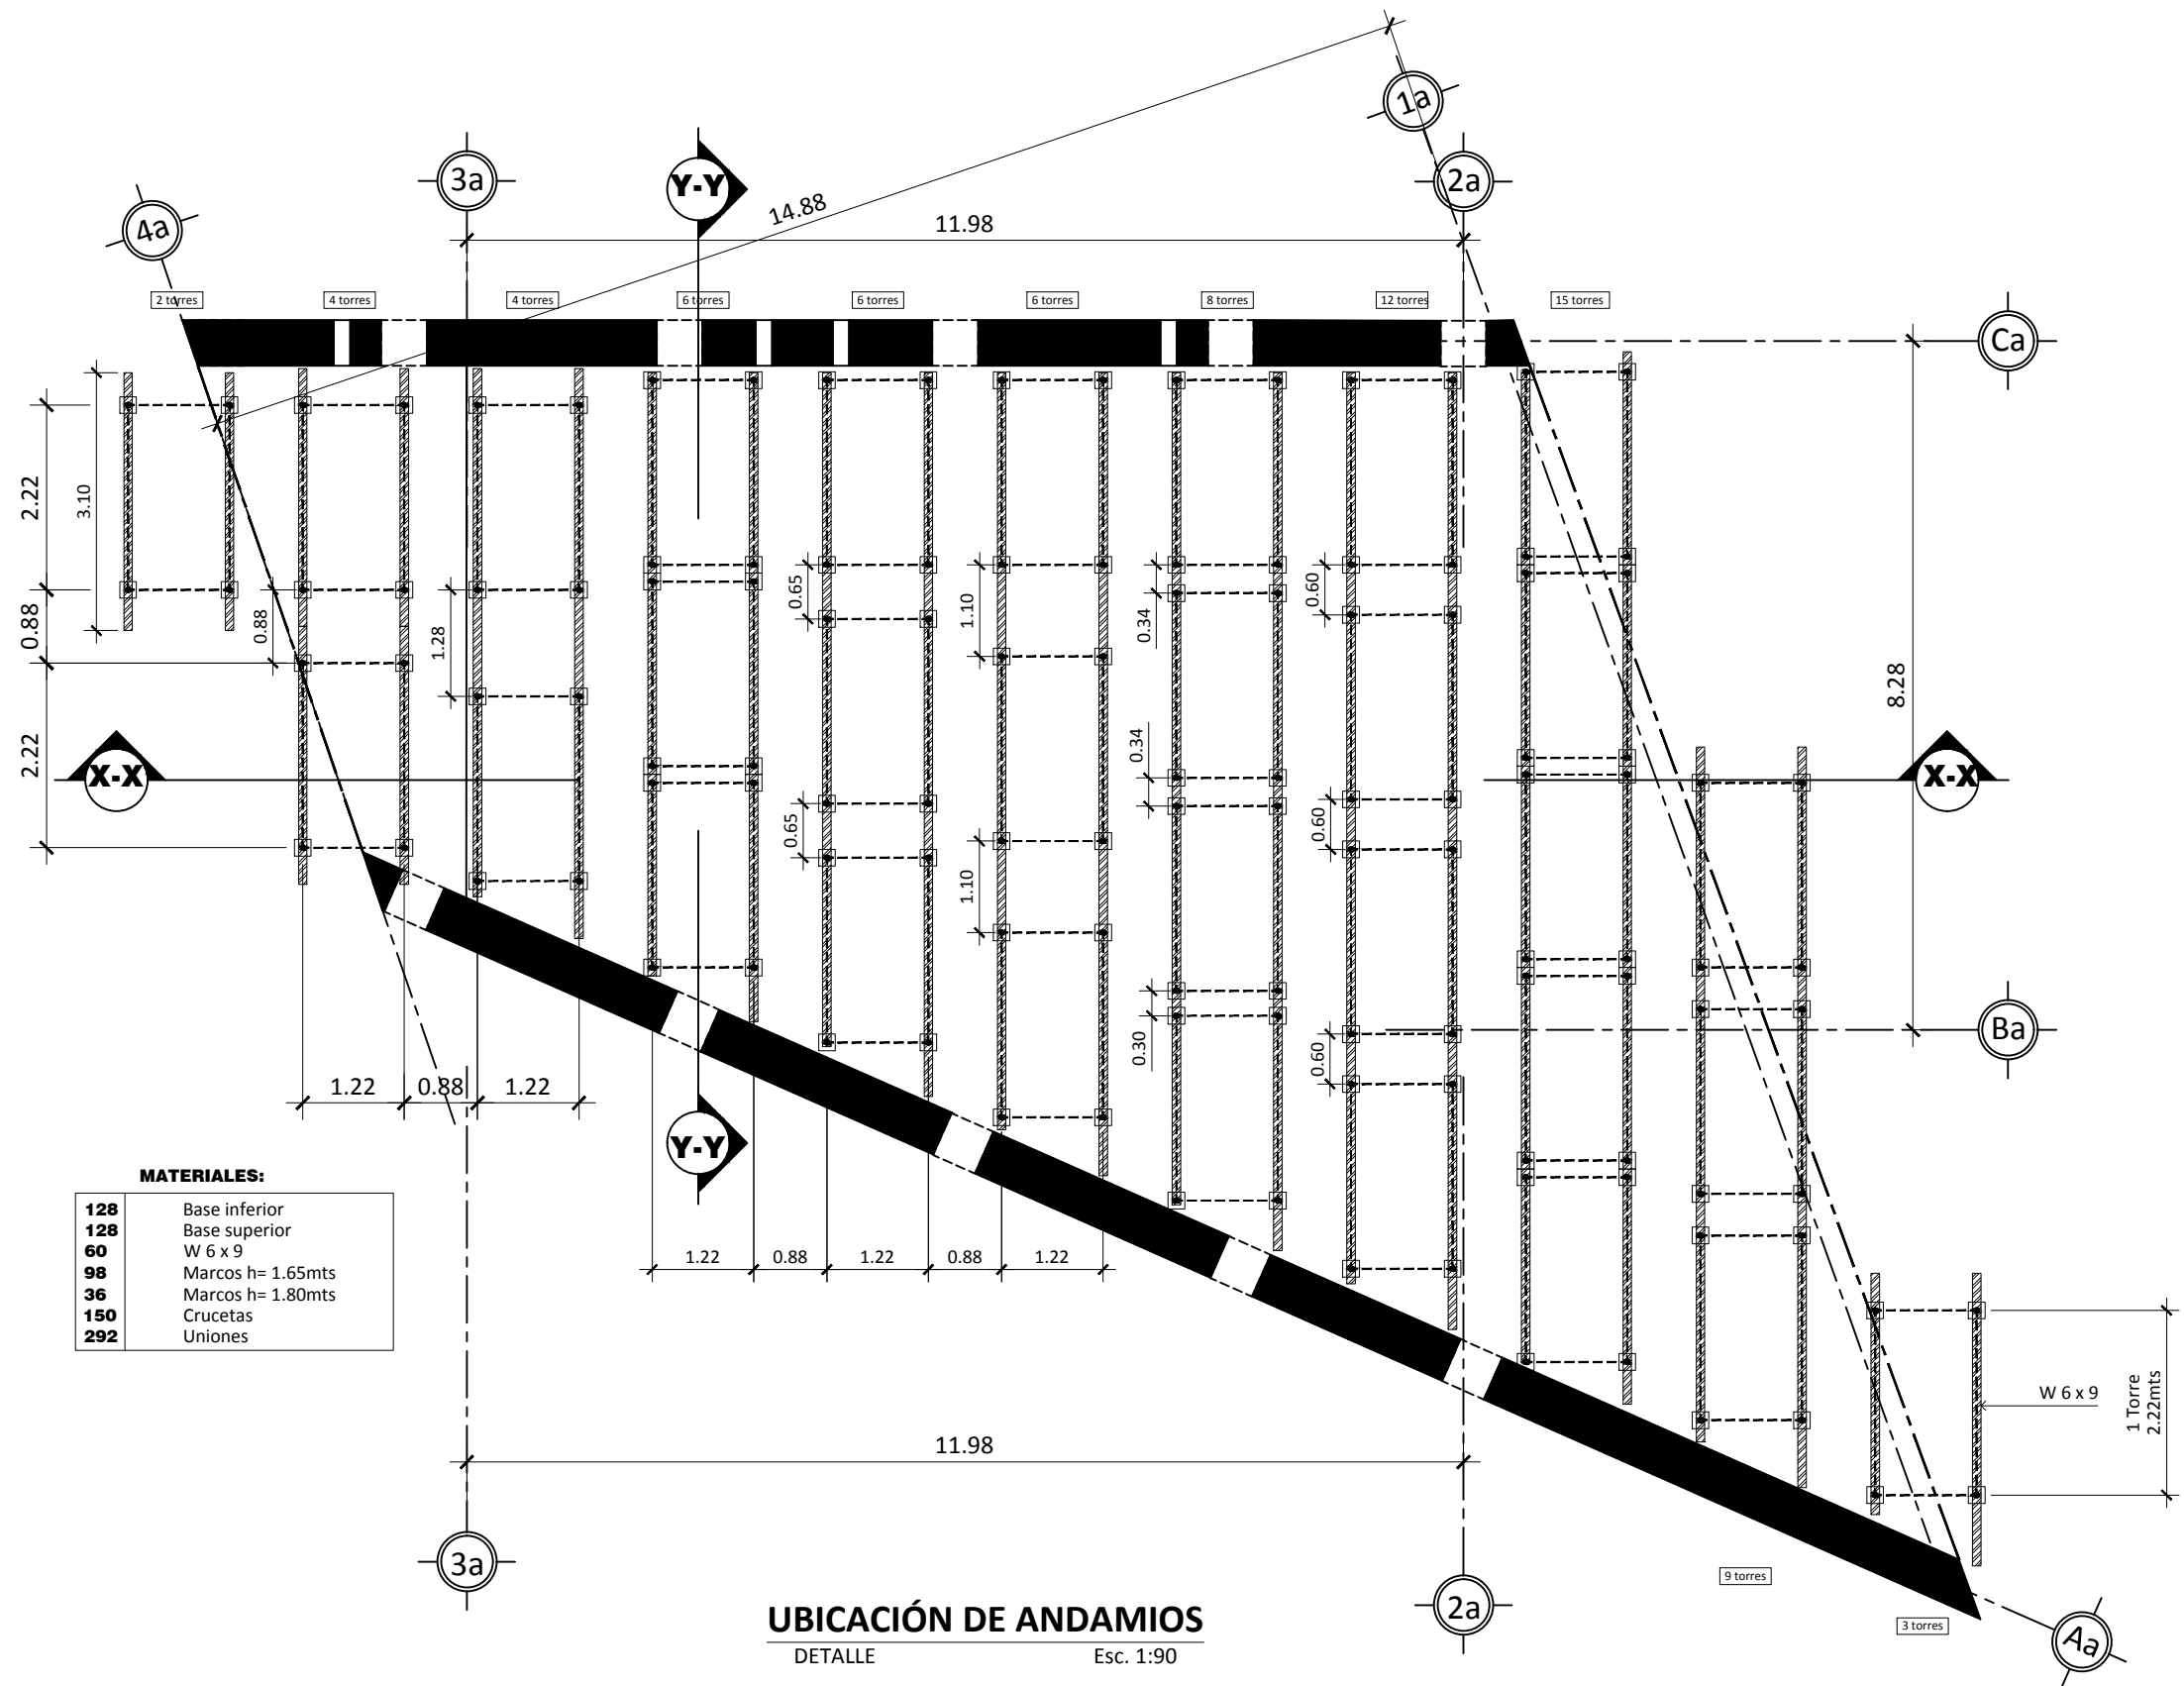 1a
3a
Y-Y
2a
4a
14.88
11.98
2 torres
4 torres
4 torres
6 torres
6 torres
6 torres
8 torres
12 torres
15 torres
Ca
2.22
3.10
0.88
0.88
1.28
0.65
1.10
0.34
0.60
8.28
2.22
X-X
0.34
X-X
0.65
0.60
1.10
0.30
0.60
Ba
1.22
0.88
1.22
Y-Y
MATERIALES:
128 Base inferior
128 Base superior
60 W 6 x 9
98 Marcos h= 1.65mts
36 Marcos h= 1.80mts
150 Crucetas
292 Uniones
1.22
0.88
1.22
0.88
1.22
W 6 x 9
1 Torre
2.22mts
11.98
3a
9 torres
2a
3 torres
Aa
UBICACIÓN DE ANDAMIOS
DETALLE Esc. 1:90